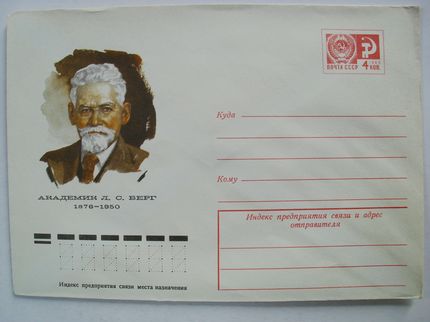 ПОЧТА СССР 4 КОП.
Куда
Кому
АКАДЕМИК Л. С. БЕРГ
1876-1950
Индекс предприятия связи и адрес
отправителя
Индекс предприятия связи места назначения